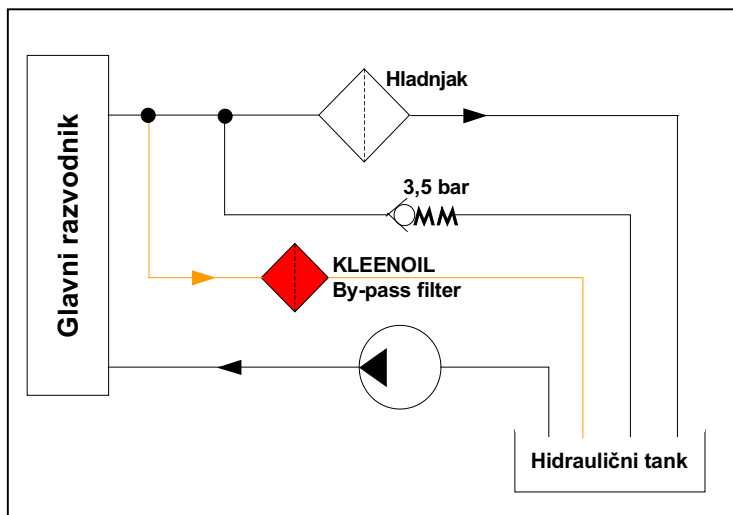 Glavni razvodnik
Hladnjak
3,5 bar
KLEENOIL
By-pass filter
Hidraulični tank